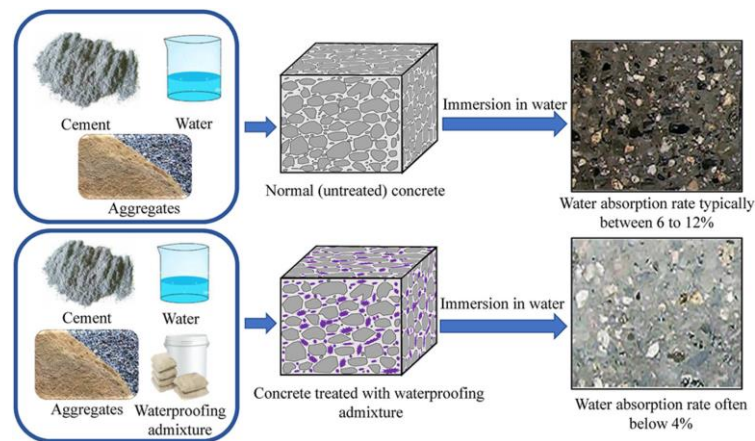 Cement
Water
Aggregates
Normal (untreated) concrete
Immersion in water
Water absorption rate typically
between 6 to 12%
Cement
Water
Aggregates
Waterproofing
admixture
Concrete treated with waterproofing
admixture
Immersion in water
Water absorption rate often
below 4%